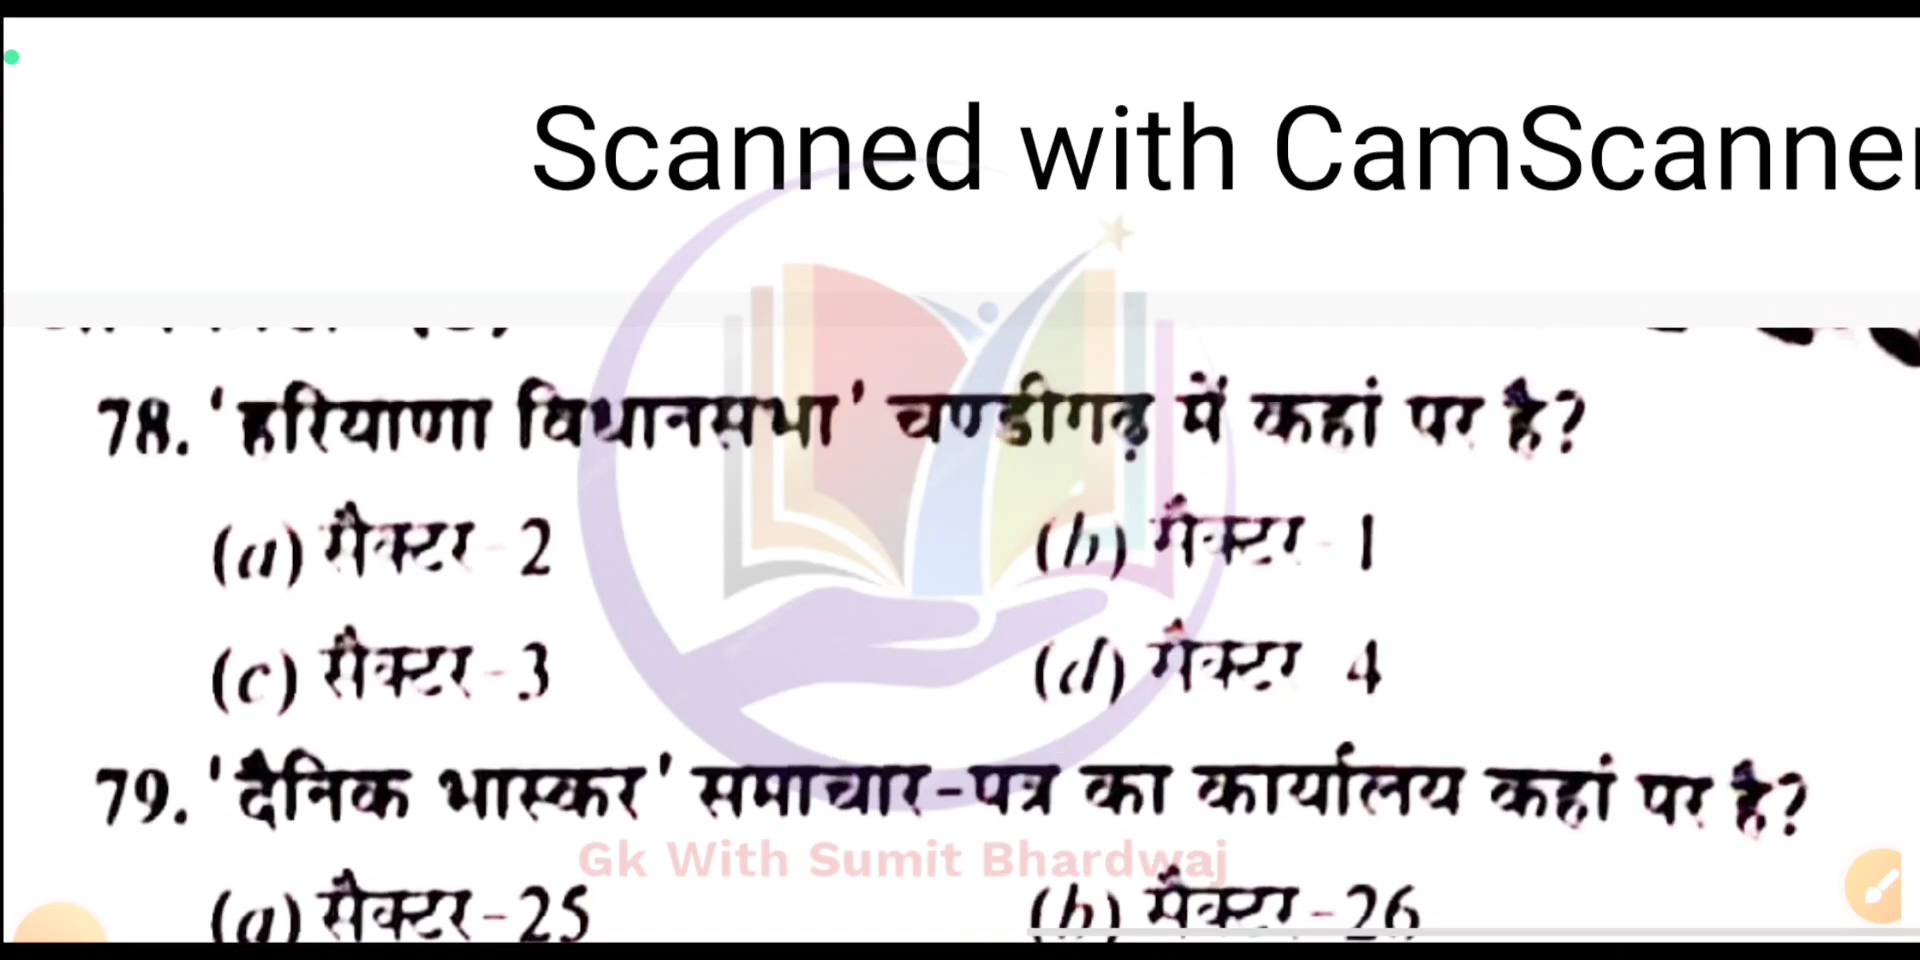 Scanned with CamScanner
78. 'हरियाणा विधानसभा' चण्डीगढ़ में कहां पर है?
(a) सैक्टर-2 (b) सैक्टर-1
(c) सैक्टर-3 (d) सैक्टर 4
79. 'दैनिक भास्कर' समाचार-पत्र का कार्यालय कहां पर है?
Gk With Sumit Bhardwaj
(a) सैक्टर-25 (b) सैक्टर-26